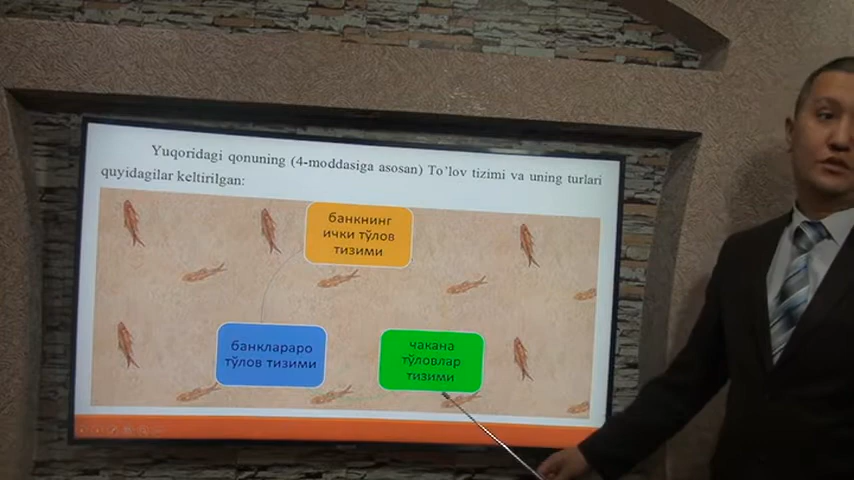 Yuqoridagi qonuning (4-moddasiga asosan) To'lov tizimi va uning turlari
quyidagilar keltirilgan:
банкнинг
ички тўлов
тизими
банклараро
тўлов тизими
чакана
тўловлар
тизими